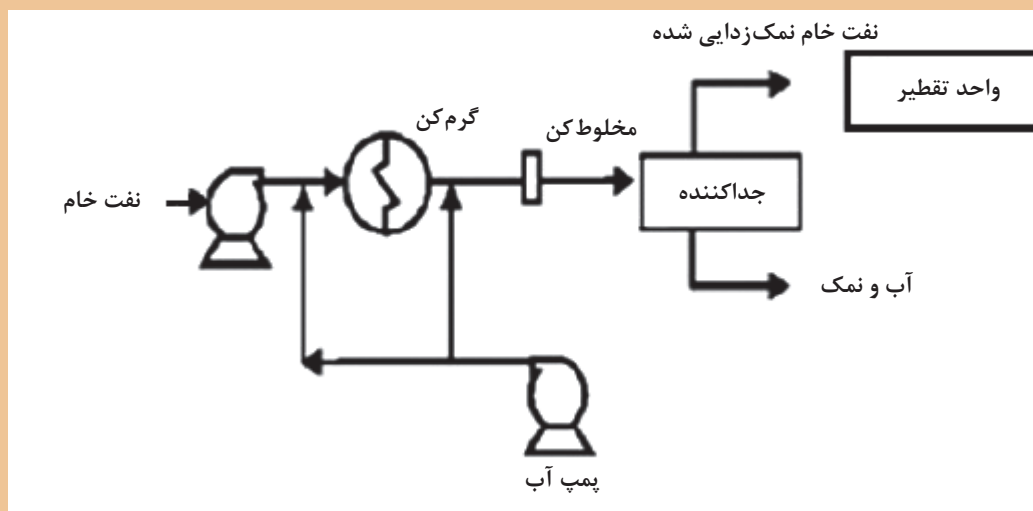 نفت خام نمک‌زدایی شده
واحد تقطیر
گرم‌کن
مخلوط‌کن
جداکننده
نفت خام
آب و نمک
پمپ آب